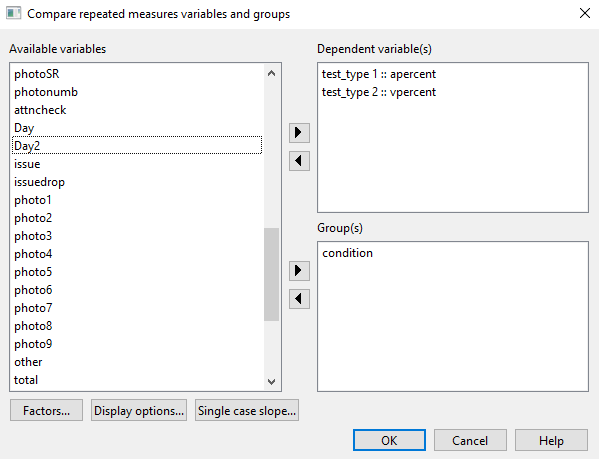 Compare repeated measures variables and groups
Available variables
photoSR
photonumb
attncheck
Day
Day2
issue
issuedrop
photo1
photo2
photo3
photo4
photo5
photo6
photo7
photo8
photo9
other
total
Dependent variable(s)
test_type 1 :: apercent
test_type 2 :: vpercent
Group(s)
condition
Factors...
Display options...
Single case slope...
OK
Cancel
Help